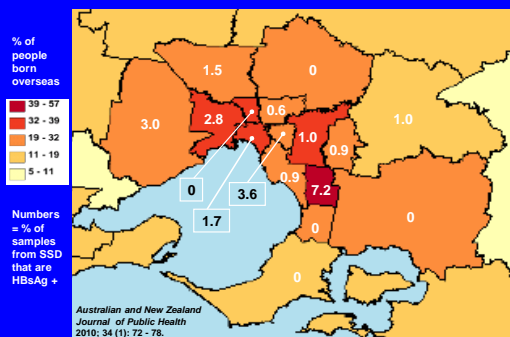 % of
people
born
overseas
39 - 57
32 - 39
19 - 32
11 - 19
5 - 11
Numbers
= % of
samples
from SSD
that are
HBsAg +
1.5
0
3.0
2.8
0.6
1.0
1.0
0.9
0.9
7.2
0
3.6
1.7
0
0
0
Australian and New Zealand
Journal of Public Health
2010; 34 (1): 72 - 78.